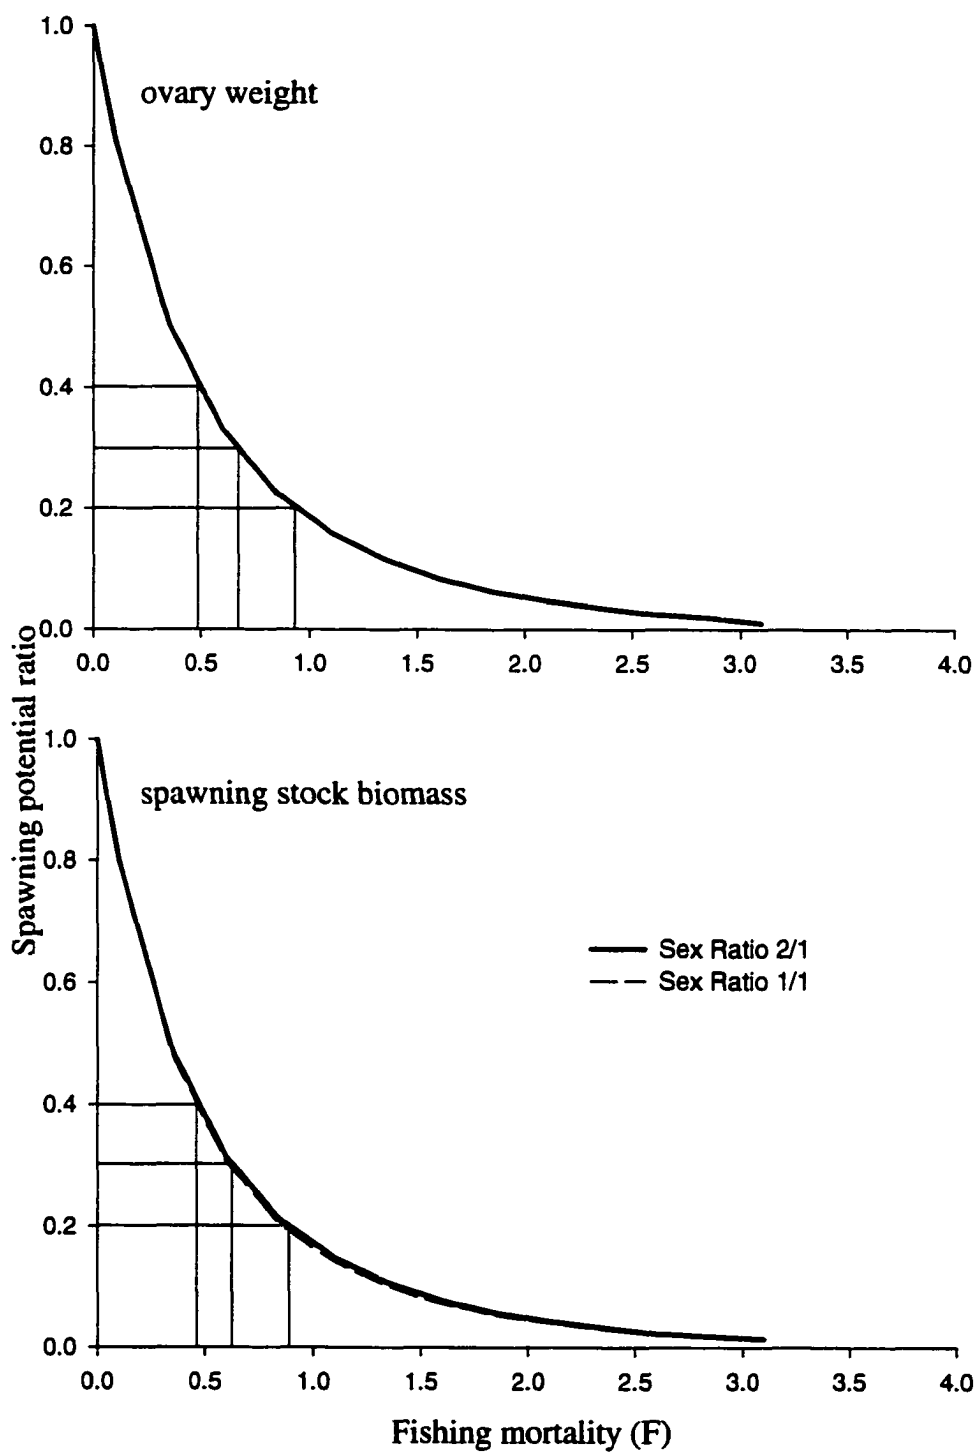 Spawning potential ratio
1.0
ovary weight
0.8
0.6
0.4
0.2
0.0
0.0 0.5 1.0 1.5 2.0 2.5 3.0 3.5 4.0
1.0
spawning stock biomass
0.8
Sex Ratio 2/1
Sex Ratio 1/1
0.6
0.4
0.2
0.0
0.0 0.5 1.0 1.5 2.0 2.5 3.0 3.5 4.0
Fishing mortality (F)